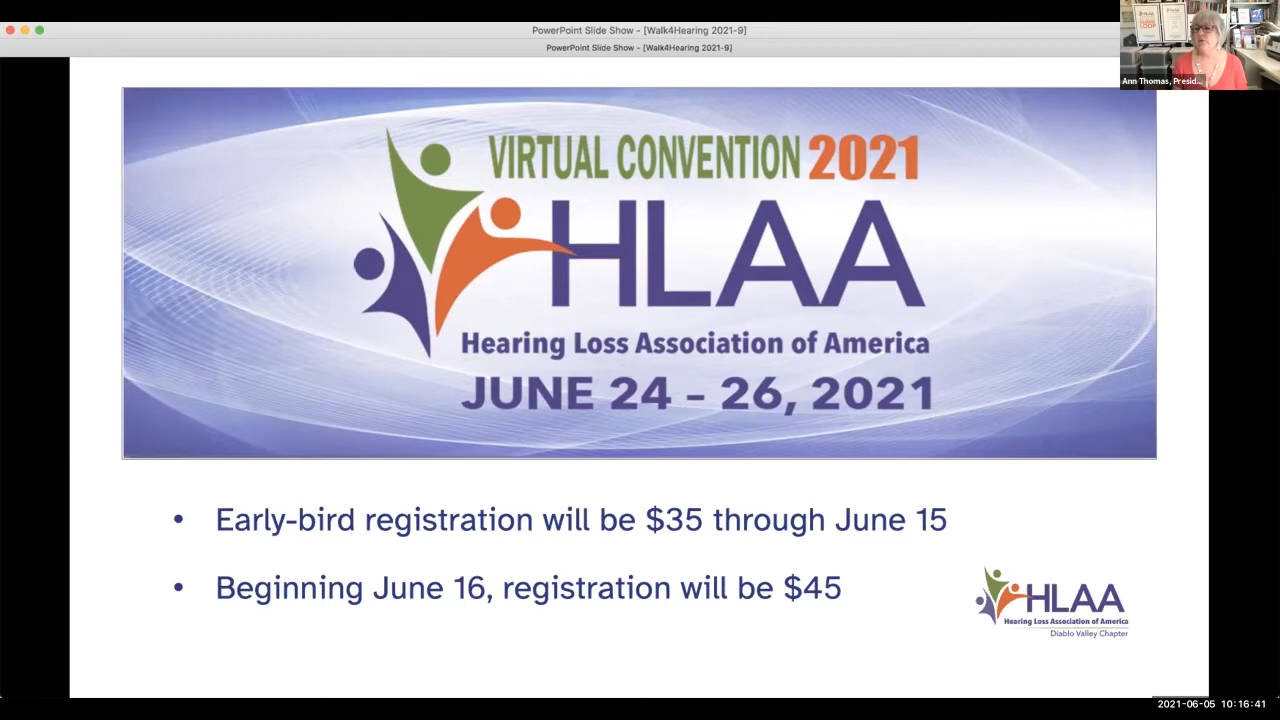 PowerPoint Slide Show - [Walk4Hearing 2021-9]
PowerPoint Slide Show - [Walk4Hearing 2021-9]
Ann Thomas, Presid...
VIRTUAL CONVENTION 2021
HLAA
Hearing Loss Association of America
JUNE 24 – 26, 2021
• Early-bird registration will be $35 through June 15
• Beginning June 16, registration will be $45
HLAA
Hearing Loss Association of America
Diablo Valley Chapter
2021-06-05 10:16:41